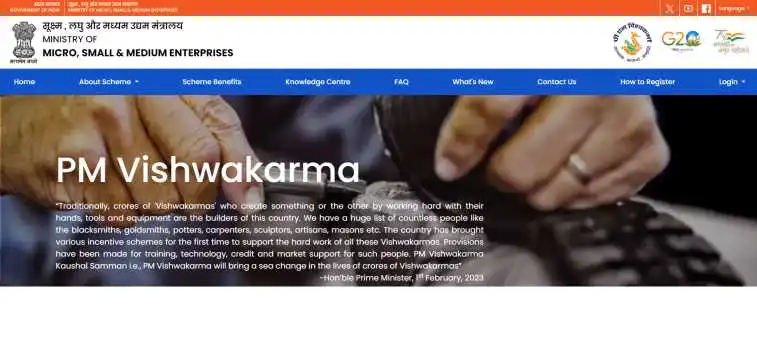 भारत सरकार
GOVERNMENT OF INDIA
सूक्ष्म, लघु और मध्यम उद्यम मंत्रालय
MINISTRY OF MICRO, SMALL & MEDIUM ENTERPRISES
Language
सूक्ष्म , लघु और मध्यम उद्यम मंत्रालय
MINISTRY OF
MICRO, SMALL & MEDIUM ENTERPRISES
सत्यमेव जयते
G20
Home About Scheme Scheme Benefits Knowledge Centre FAQ What's New Contact Us How to Register Login
PM Vishwakarma
"Traditionally, crores of 'Vishwakarmas' who create something or the other by working hard with their
hands, tools and equipment are the builders of this country. We have a huge list of countless people like
the blacksmiths, goldsmiths, potters, carpenters, sculptors, artisans, masons etc. The country has brought
various incentive schemes for the first time to support the hard work of all these Vishwakarmas. Provisions
have been made for training, technology, credit and market support for such people. PM Vishwakarma
Kaushal Samman i.e., PM Vishwakarma will bring a sea change in the lives of crores of Vishwakarmas"
-Hon'ble Prime Minister, 1st February, 2023